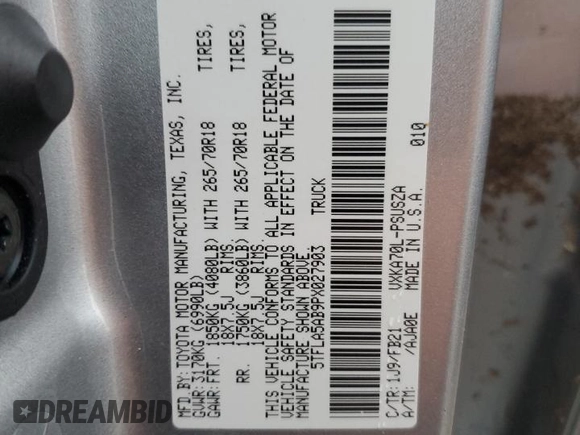 MFD. BY: TOYOTA MOTOR MANUFACTURING, TEXAS, INC.
GVWR: 3170KG (6990LB)
GAWR: FRT. 1850KG (4080LB) WITH 265/70R18 TIRES,
18X7.5J RIMS.
RR. 1750KG (3860LB) WITH 265/70R18 TIRES,
18X7.5J RIMS.
THIS VEHICLE CONFORMS TO ALL APPLICABLE FEDERAL MOTOR
VEHICLE SAFETY STANDARDS IN EFFECT ON THE DATE OF
MANUFACTURE SHOWN ABOVE.
5TFLA5AB9PX027903 TRUCK
C/TR: 1J9/FB21 VXKA70L-PSUSZA
A/TM: /AJA0E MADE IN U.S.A. 010
DREAMBID